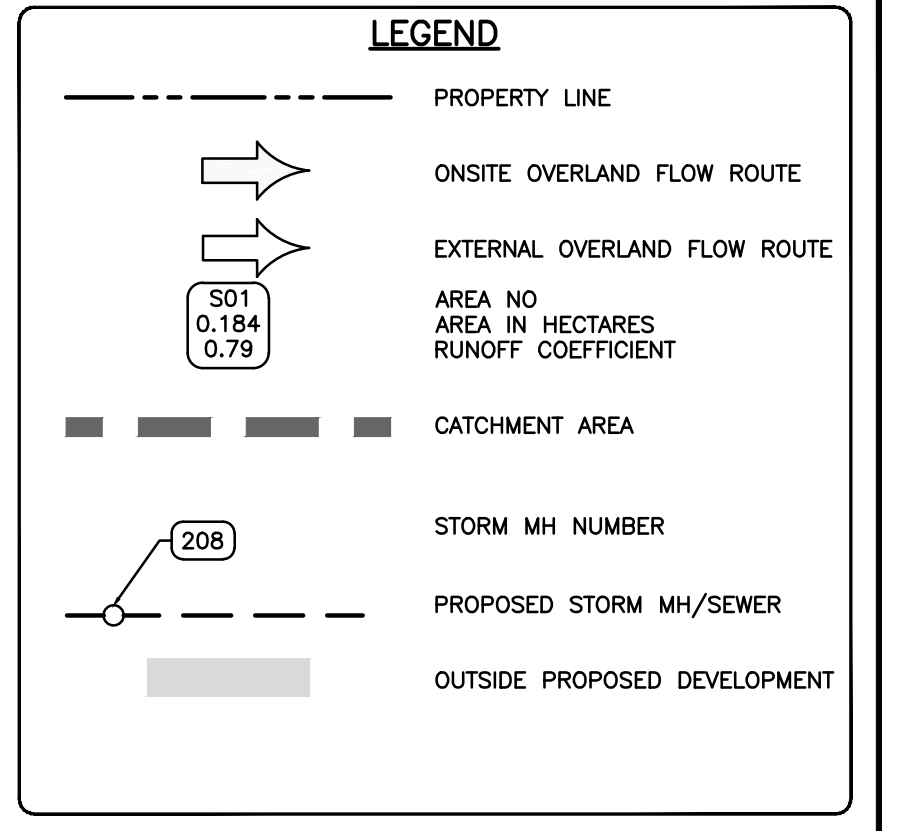 LEGEND
PROPERTY LINE
ONSITE OVERLAND FLOW ROUTE
EXTERNAL OVERLAND FLOW ROUTE
S01
0.184
0.79
AREA NO
AREA IN HECTARES
RUNOFF COEFFICIENT
CATCHMENT AREA
208
STORM MH NUMBER
PROPOSED STORM MH/SEWER
OUTSIDE PROPOSED DEVELOPMENT